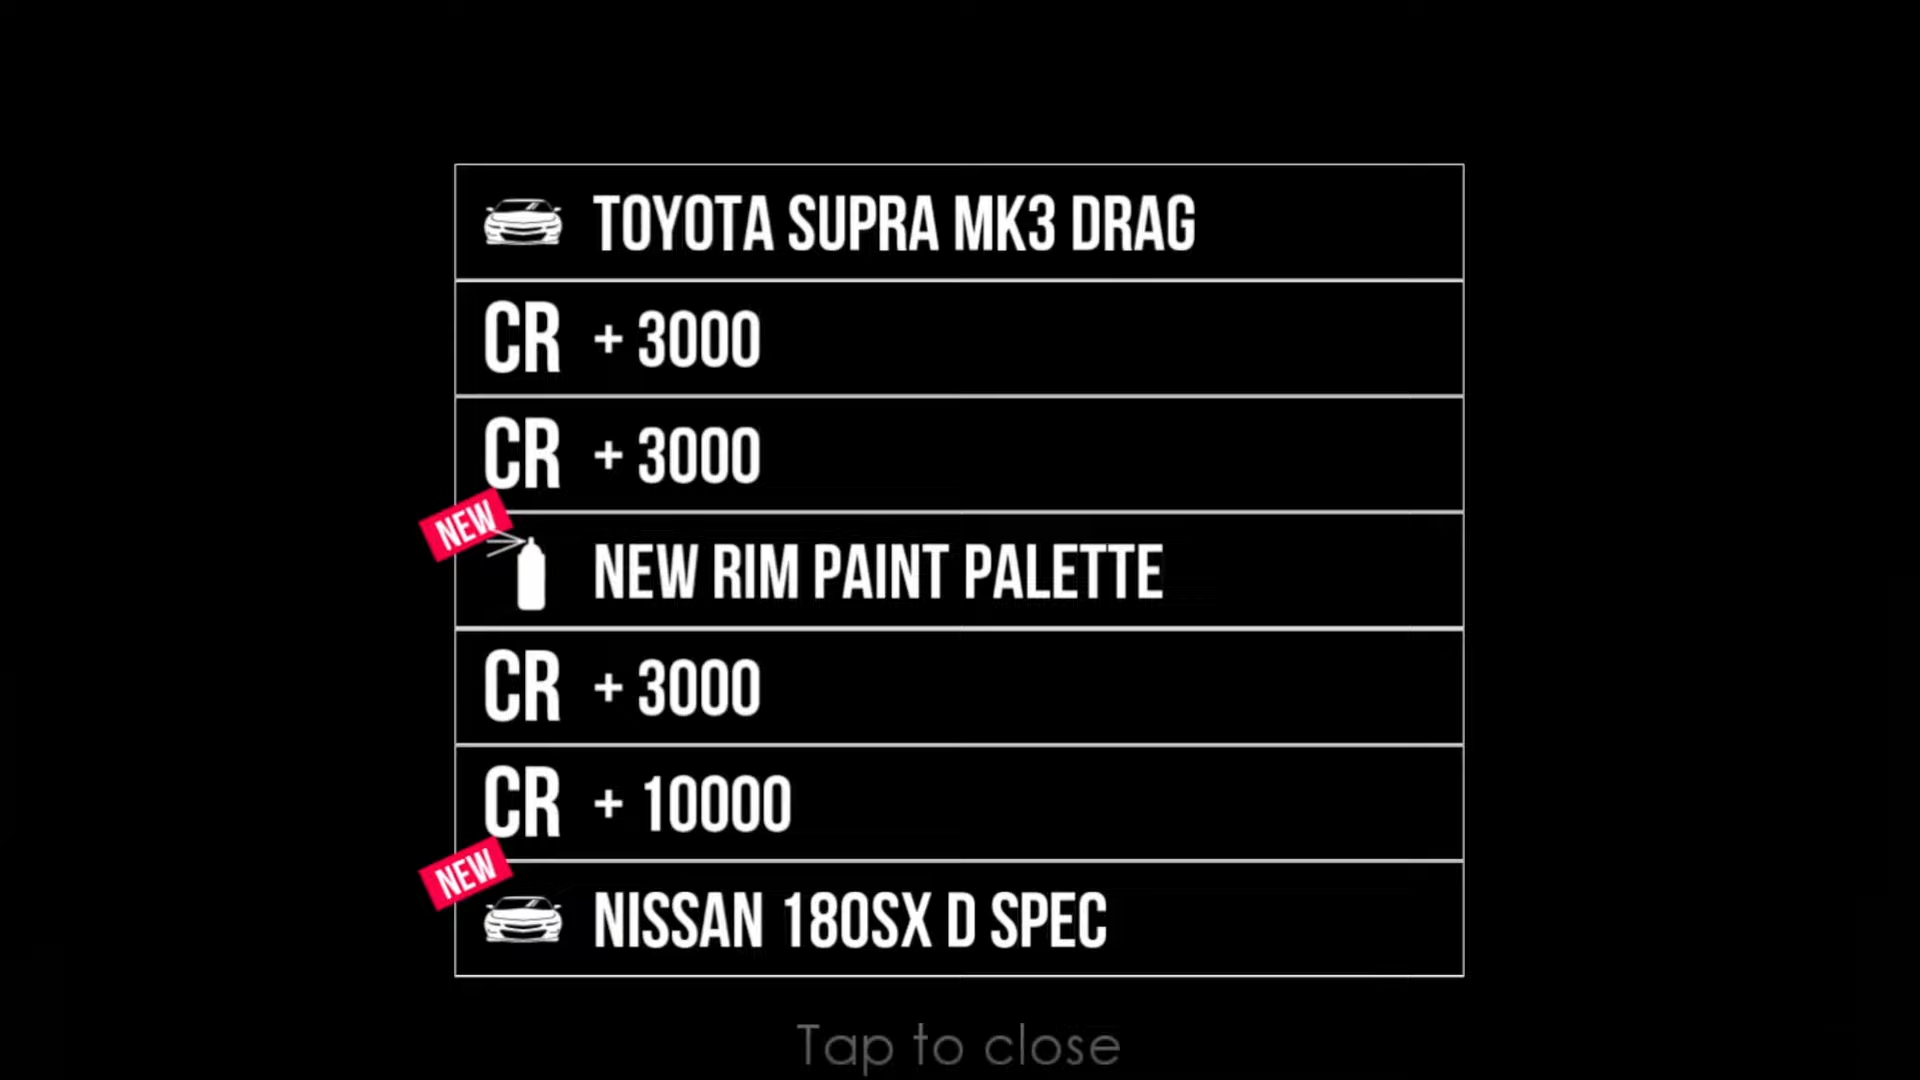 TOYOTA SUPRA MK3 DRAG
CR + 3000
CR + 3000
NEW
NEW RIM PAINT PALETTE
CR + 3000
CR + 10000
NEW
NISSAN 180SX D SPEC
Tap to close